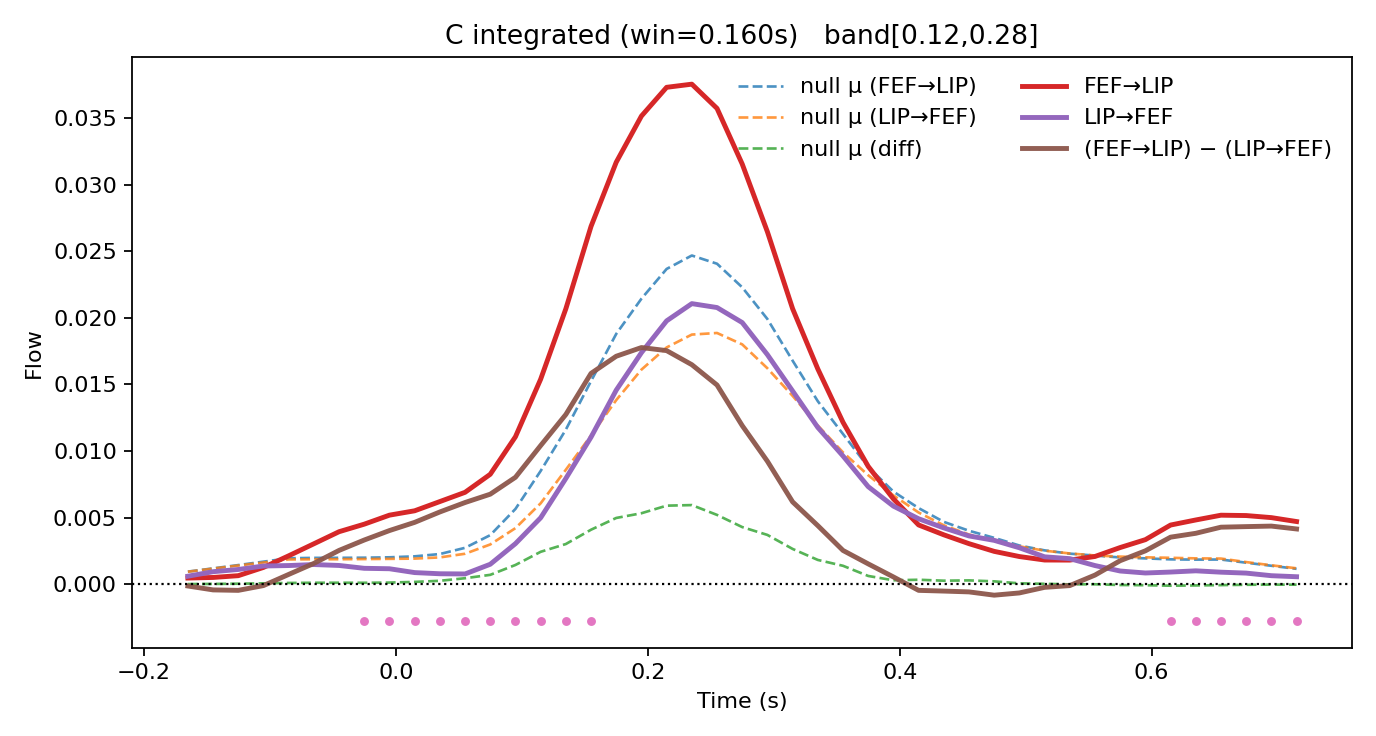 C integrated (win=0.160s)   band[0.12,0.28]
null μ (FEF→LIP)
null μ (LIP→FEF)
null μ (diff)
FEF→LIP
LIP→FEF
(FEF→LIP) − (LIP→FEF)
Flow
0.035
0.030
0.025
0.020
0.015
0.010
0.005
0.000
−0.2
0.0
0.2
0.4
0.6
Time (s)